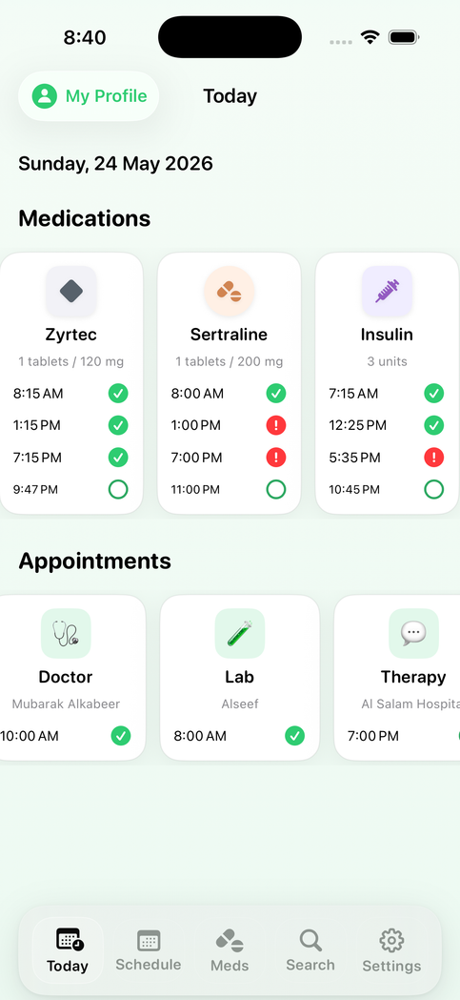 8:40
My Profile
Today
Sunday, 24 May 2026
Medications
Zyrtec
1 tablets / 120 mg
8:15 AM
1:15 PM
7:15 PM
9:47 PM
Sertraline
1 tablets / 200 mg
8:00 AM
1:00 PM
7:00 PM
11:00 PM
Insulin
3 units
7:15 AM
12:25 PM
5:35 PM
10:45 PM
Appointments
Doctor
Mubarak Alkabeer
10:00 AM
Lab
Alseef
8:00 AM
Therapy
Al Salam Hospita
7:00 PM
Today
Schedule
Meds
Search
Settings